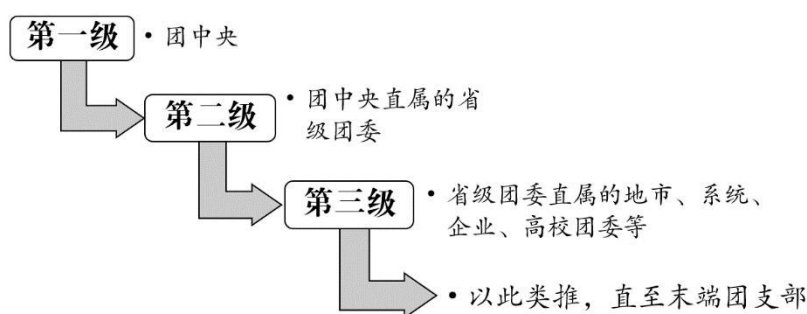 第一级
• 团中央
第二级
• 团中央直属的省
级团委
第三级
• 省级团委直属的地市、系统、
企业、高校团委等
• 以此类推，直至末端团支部